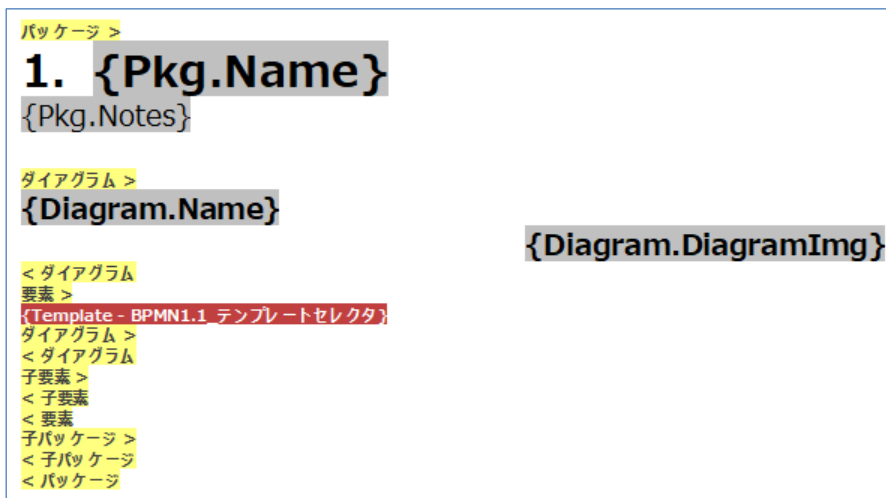 パッケージ >
1. {Pkg.Name}
{Pkg.Notes}
ダイアグラム >
{Diagram.Name}
{Diagram.DiagramImg}
< ダイアグラム
要素 >
{Template - BPMN1.1_テンプレートセレクタ}
ダイアグラム >
< ダイアグラム
子要素 >
< 子要素
< 要素
子パッケージ >
< 子パッケージ
< パッケージ